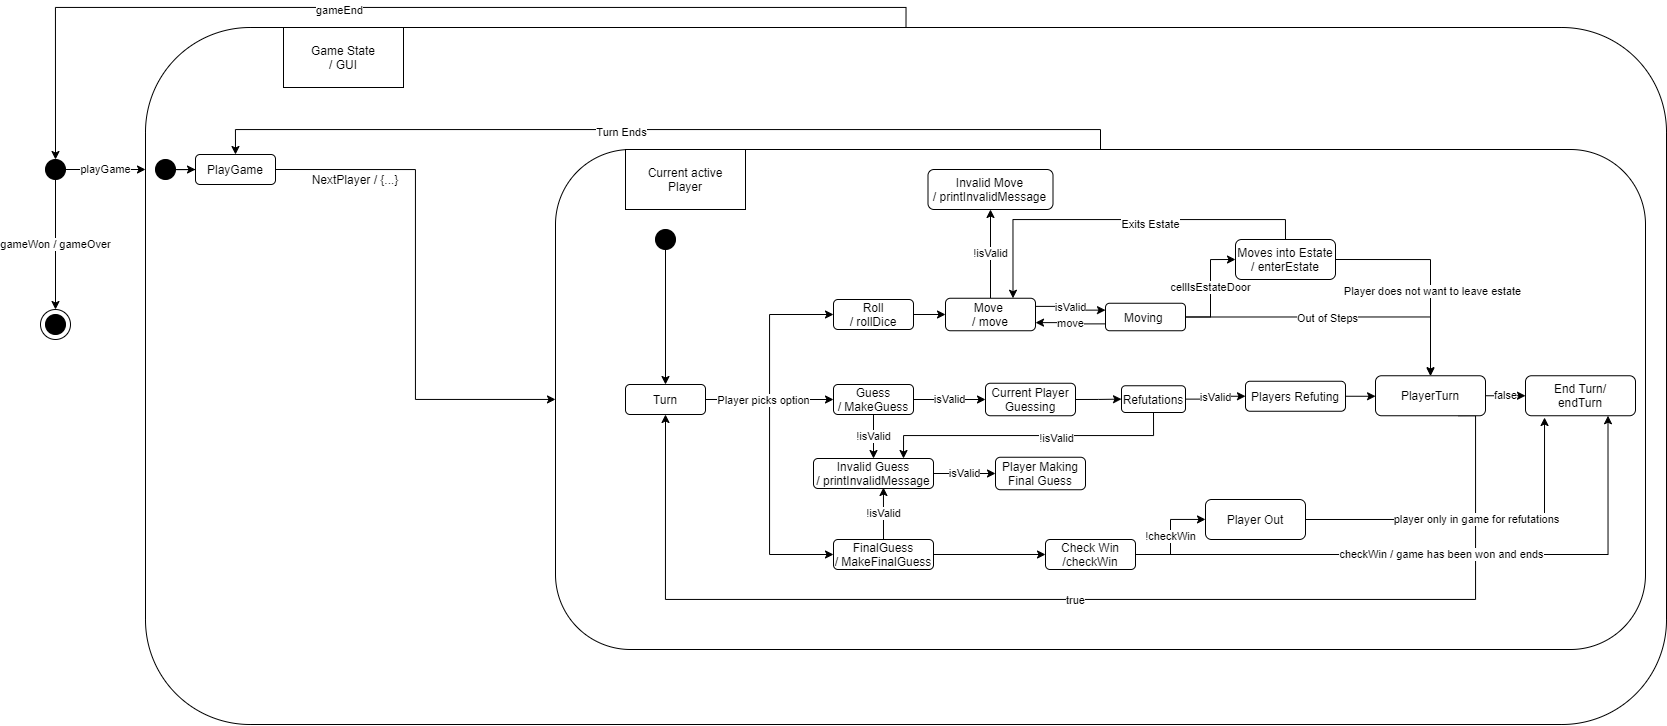 gameEnd
Game State
/ GUI
Turn Ends
playGame
PlayGame
NextPlayer / {...}
Current active
Player
Invalid Move
/ printInvalidMessage
Exits Estate
gameWon / gameOver
!isValid
Moves into Estate
/ enterEstate
cellIsEstateDoor
Player does not want to leave estate
Roll
/ rollDice
Move
/ move
isValid
move
Moving
Out of Steps
Turn
Player picks option
Guess
/ MakeGuess
isValid
Current Player
Guessing
Refutations
isValid
Players Refuting
PlayerTurn
false
End Turn/
endTurn
!isValid
!isValid
Invalid Guess
/ printInvalidMessage
isValid
Player Making
Final Guess
!isValid
Player Out
player only in game for refutations
!checkWin
FinalGuess
/ MakeFinalGuess
Check Win
/checkWin
checkWin / game has been won and ends
true